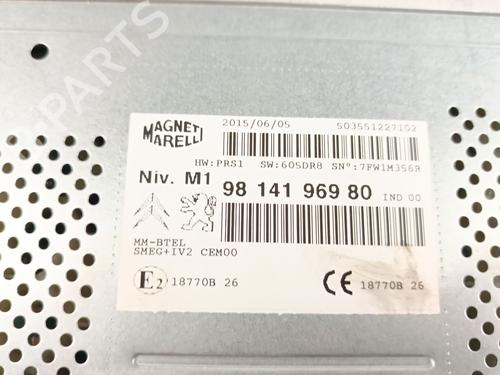 MAGNETI
MARELLI
2015/06/05
503551227102
HW:PRS1 SW:605DR8 SN°:7FW1M356R
Niv. M1 98 141 969 80 IND 00
MM-BTEL
SMEG+IV2 CEM00
E2 18770B 26
CE 18770B 26
B-PARTS